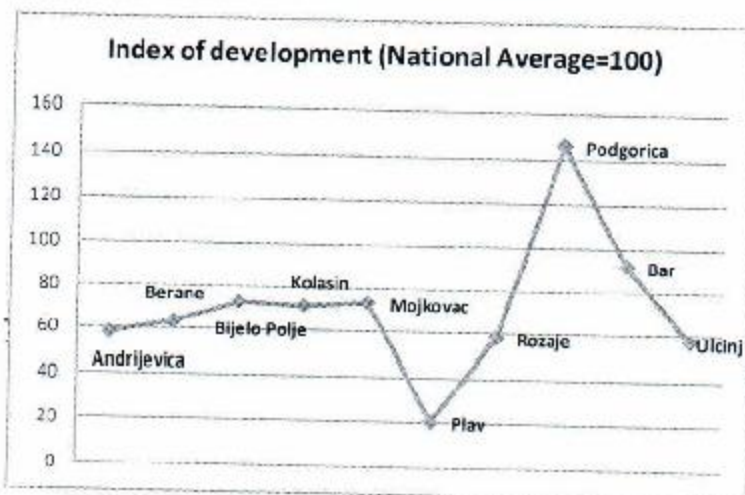 Index of development (National Average=100)
160
140
120
100
80
60
40
20
0
Andrijevica
Berane
Bijelo Polje
Kolasin
Mojkovac
Plav
Rozaje
Podgorica
Bar
Ulcinj